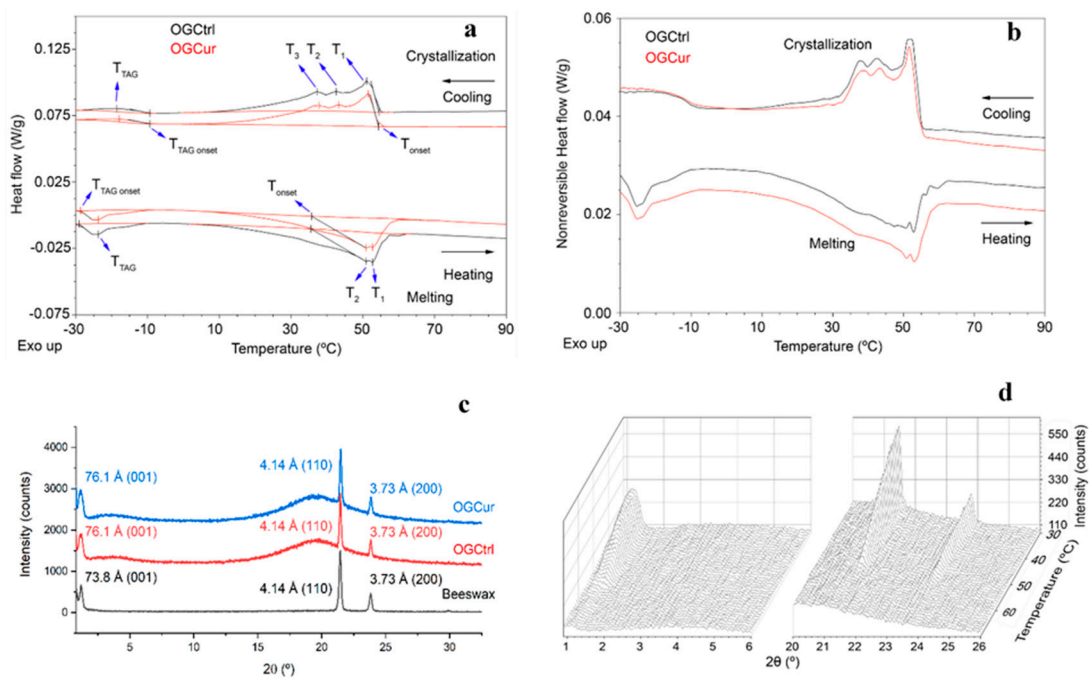 a
OGCtrl
OGCur
T3 T2 T1
Crystallization
TTAG
Cooling
TTAG onset
Tonset
TTAG onset
Tonset
TTAG
Heating
T2 T1
Melting
0.125
0.075
0.025
-0.025
-0.075
Heat flow (W/g)
-30 -10 10 30 50 70 90
Exo up
Temperature (ºC)
b
OGCtrl
OGCur
Crystallization
Cooling
Melting
Heating
0.06
0.04
0.02
0.00
Nonreversible Heat flow (W/g)
-30 -10 10 30 50 70 90
Exo up
Temperature (ºC)
c
76.1 Å (001)
4.14 Å (110)
3.73 Å (200)
OGCur
76.1 Å (001)
4.14 Å (110)
3.73 Å (200)
OGCtrl
73.8 Å (001)
4.14 Å (110)
3.73 Å (200)
Beeswax
4000
3000
2000
1000
0
Intensity (counts)
5 10 15 20 25 30
2θ (º)
d
550
440
330
220
110
Intensity (counts)
30
40
50
60
Temperature (ºC)
1 2 3 4 5 6 20 21 22 23 24 25 26
2θ (º)